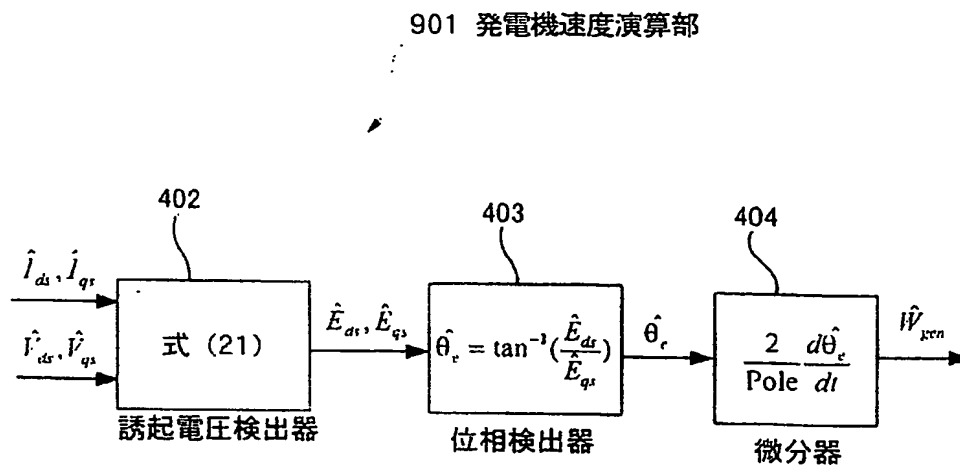 901 発電機速度演算部
402
403
404
Î_ds, Î_qs
V̂_ds, V̂_qs
式 (21)
Ê_ds, Ê_qs
θ̂_e = tan⁻¹(Ê_ds/Ê_qs)
θ̂_e
2/Pole dθ̂_e/dt
Ŵ_gen
誘起電圧検出器
位相検出器
微分器